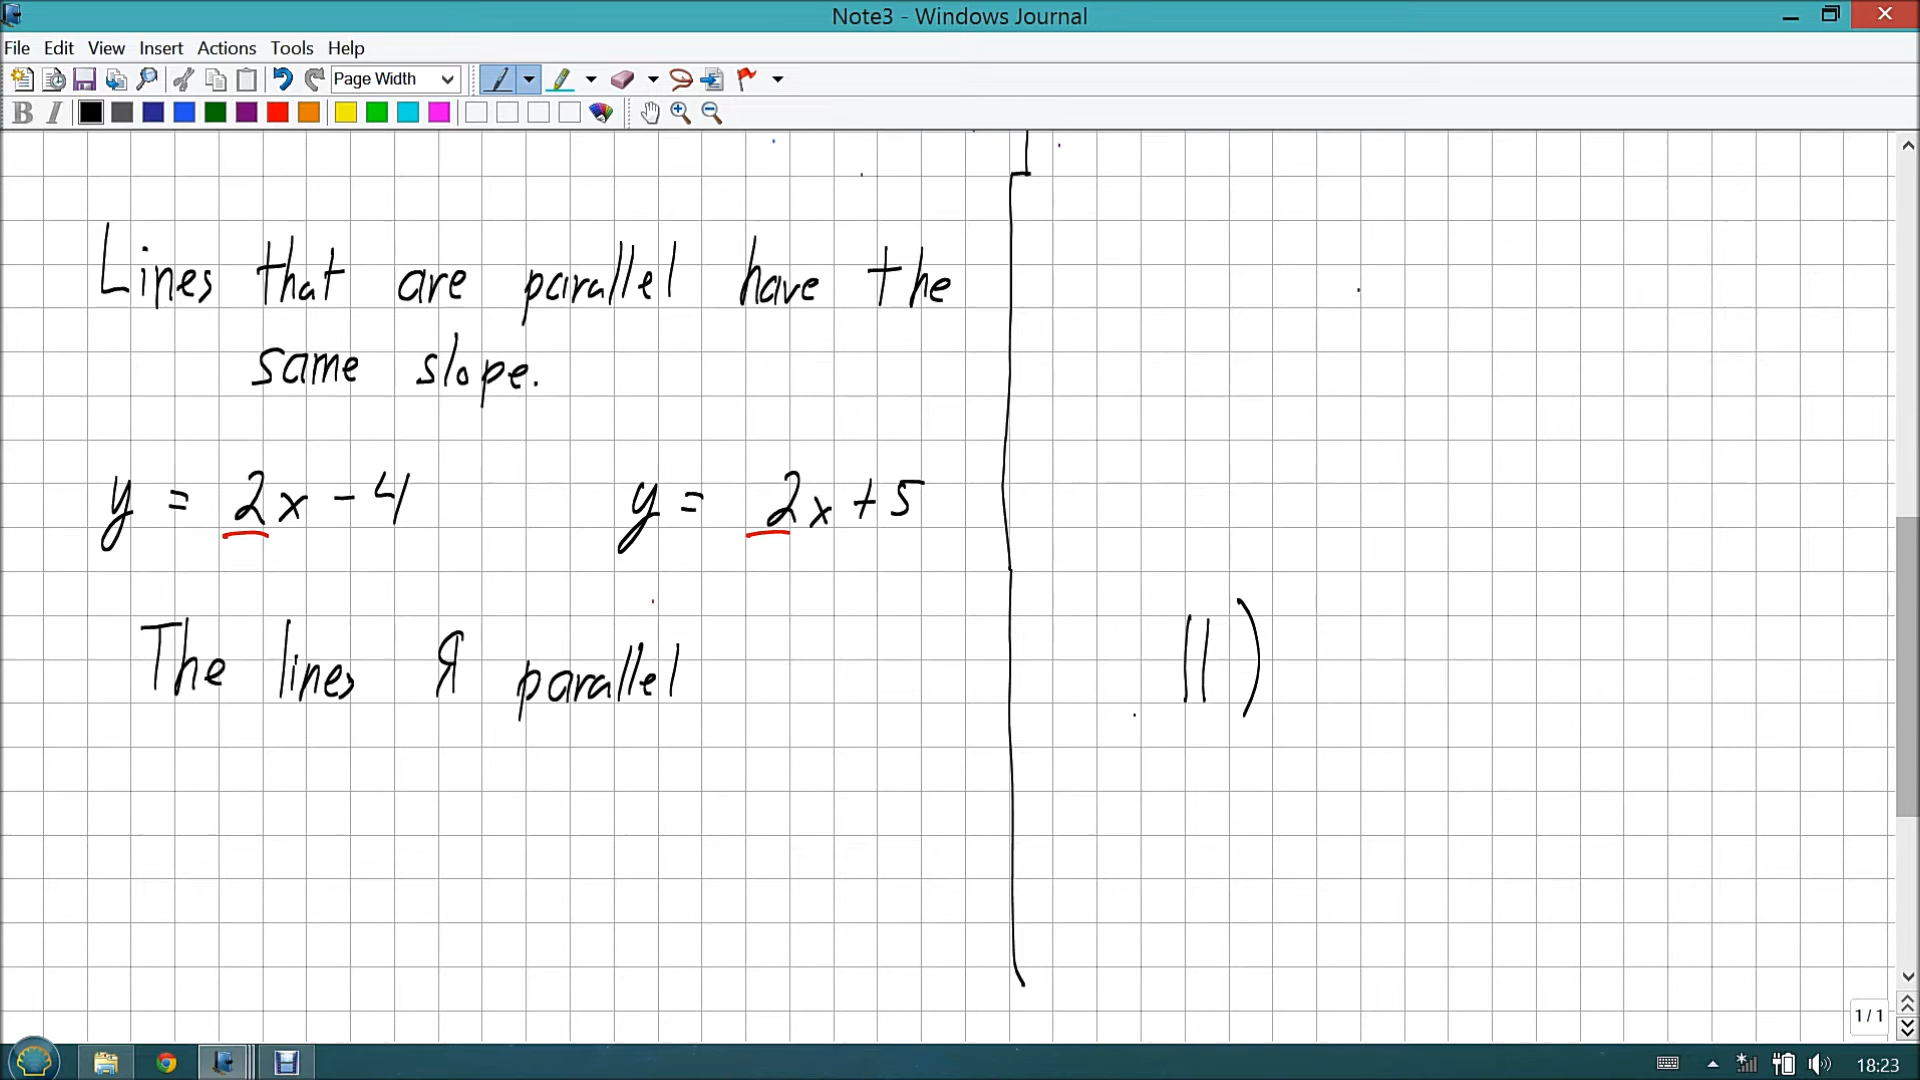 Note3 - Windows Journal
File Edit View Insert Actions Tools Help
Page Width
B I
Lines that are parallel have the
same slope.
y = 2x - 4
y = 2x + 5
The lines Я parallel
11)
1 / 1
18:23